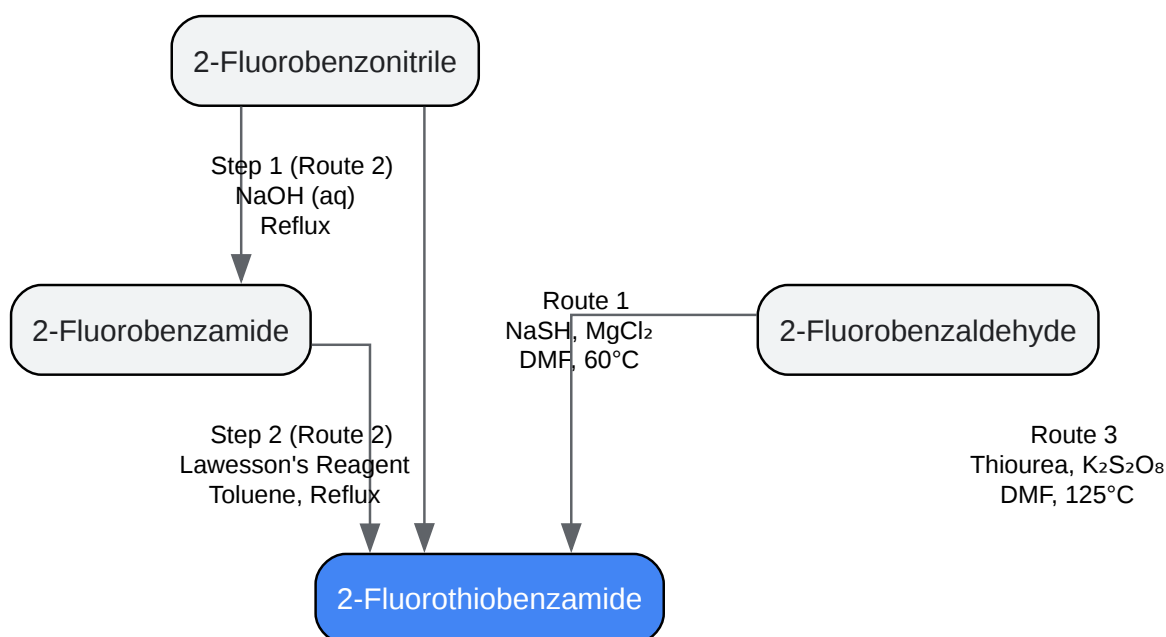 2-Fluorobenzonitrile
Step 1 (Route 2)
NaOH (aq)
Reflux
2-Fluorobenzamide
Route 1
NaSH, MgCl₂
DMF, 60°C
2-Fluorobenzaldehyde
Step 2 (Route 2)
Lawesson's Reagent
Toluene, Reflux
Route 3
Thiourea, K₂S₂O₈
DMF, 125°C
2-Fluorothiobenzamide